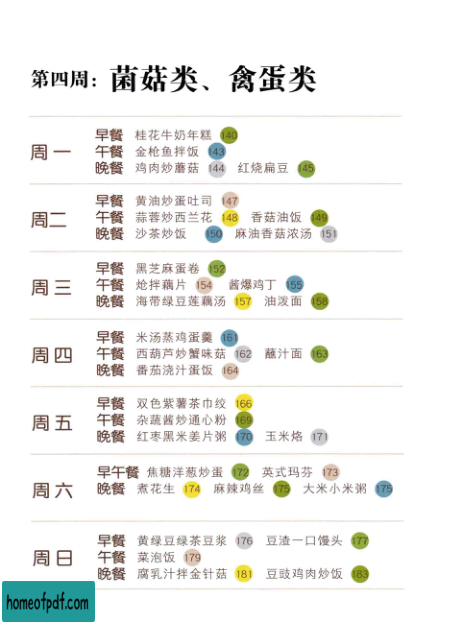 第四周：菌菇类、禽蛋类
周一
早餐 桂花牛奶年糕 140
午餐 金枪鱼拌饭 143
晚餐 鸡肉炒蘑菇 144 红烧扁豆 145
周二
早餐 黄油炒蛋吐司 147
午餐 蒜蓉炒西兰花 148 香菇油饭 149
晚餐 沙茶炒饭 150 麻油香菇浓汤 151
周三
早餐 黑芝麻蛋卷 152
午餐 炝拌藕片 154 酱爆鸡丁 155
晚餐 海带绿豆莲藕汤 157 油泼面 158
周四
早餐 米汤蒸鸡蛋羹 161
午餐 西葫芦炒蟹味菇 162 蘸汁面 163
晚餐 番茄浇汁蛋饭 164
周五
早餐 双色紫薯茶巾绞 166
午餐 杂蔬酱炒通心粉 169
晚餐 红枣黑米姜片粥 170 玉米烙 171
周六
早午餐 焦糖洋葱炒蛋 172 英式玛芬 173
晚餐 煮花生 174 麻辣鸡丝 175 大米小米粥 175
周日
早餐 黄绿豆绿茶豆浆 176 豆渣一口馒头 177
午餐 菜泡饭 179
晚餐 腐乳汁拌金针菇 181 豆豉鸡肉炒饭 183
homeofpdf.com